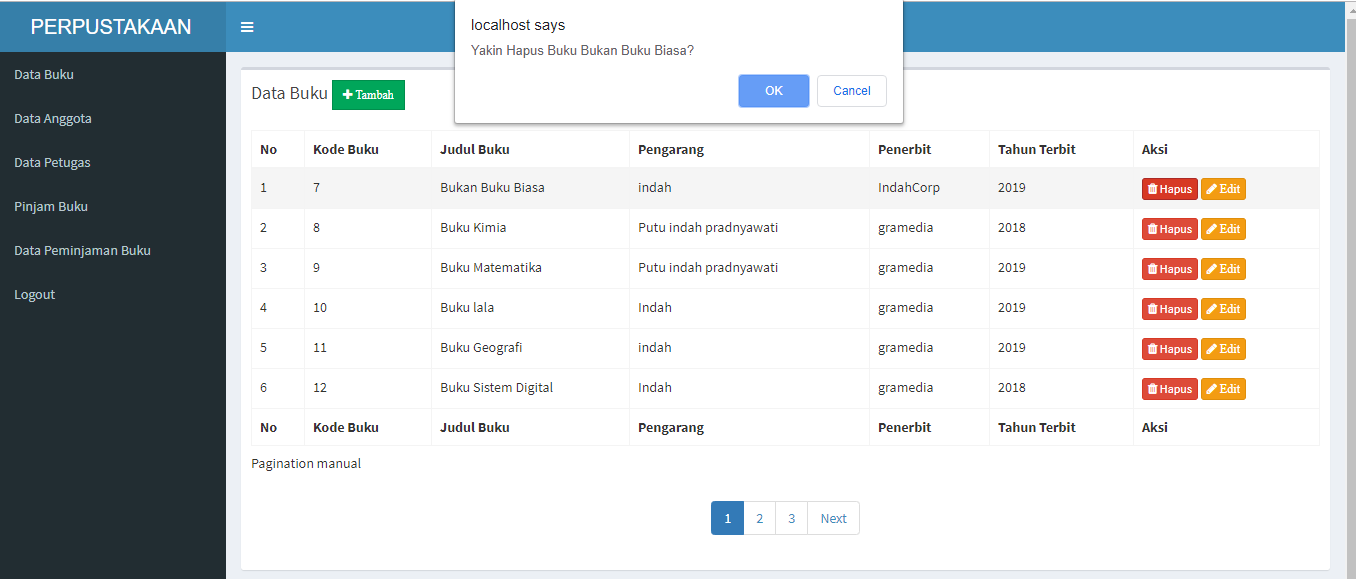 PERPUSTAKAAN
localhost says
Yakin Hapus Buku Bukan Buku Biasa?
OK Cancel
Data Buku
Data Anggota
Data Petugas
Pinjam Buku
Data Peminjaman Buku
Logout
Data Buku Tambah
No Kode Buku Judul Buku Pengarang Penerbit Tahun Terbit Aksi
1 7 Bukan Buku Biasa indah IndahCorp 2019 Hapus Edit
2 8 Buku Kimia Putu indah pradnyawati gramedia 2018 Hapus Edit
3 9 Buku Matematika Putu indah pradnyawati gramedia 2019 Hapus Edit
4 10 Buku lala Indah gramedia 2019 Hapus Edit
5 11 Buku Geografi indah gramedia 2019 Hapus Edit
6 12 Buku Sistem Digital Indah gramedia 2018 Hapus Edit
No Kode Buku Judul Buku Pengarang Penerbit Tahun Terbit Aksi
Pagination manual
1 2 3 Next